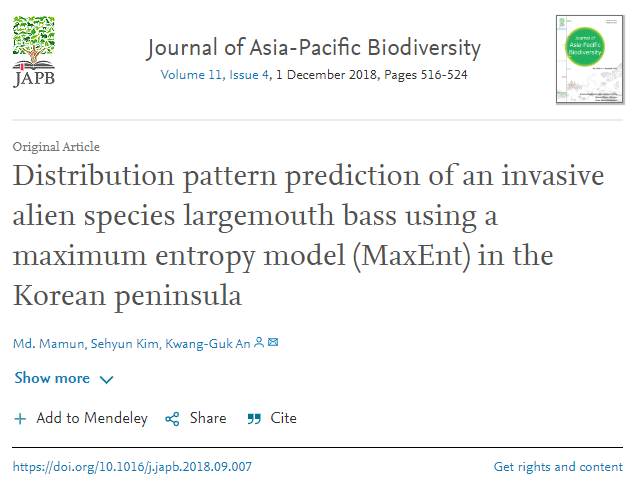 JAPB
Journal of Asia-Pacific Biodiversity
Volume 11, Issue 4, 1 December 2018, Pages 516-524
Journal of
Asia-Pacific
Biodiversity
Original Article
Distribution pattern prediction of an invasive
alien species largemouth bass using a
maximum entropy model (MaxEnt) in the
Korean peninsula
Md. Mamun, Sehyun Kim, Kwang-Guk An
Show more
Add to Mendeley Share Cite
https://doi.org/10.1016/j.japb.2018.09.007 Get rights and content